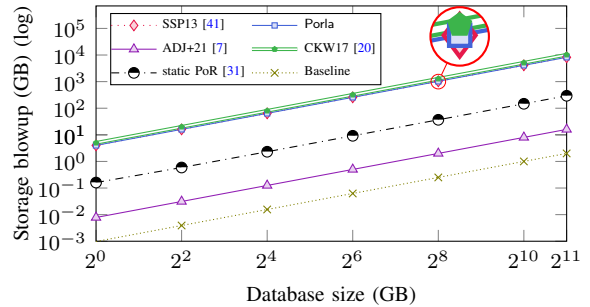 Storage blowup (GB) (log)
10^5
10^4
10^3
10^2
10^1
10^0
10^−1
10^−2
10^−3
SSP13 [41]
Porla
ADJ+21 [7]
CKW17 [20]
static PoR [31]
Baseline
2^0 2^2 2^4 2^6 2^8 2^10 2^11
Database size (GB)